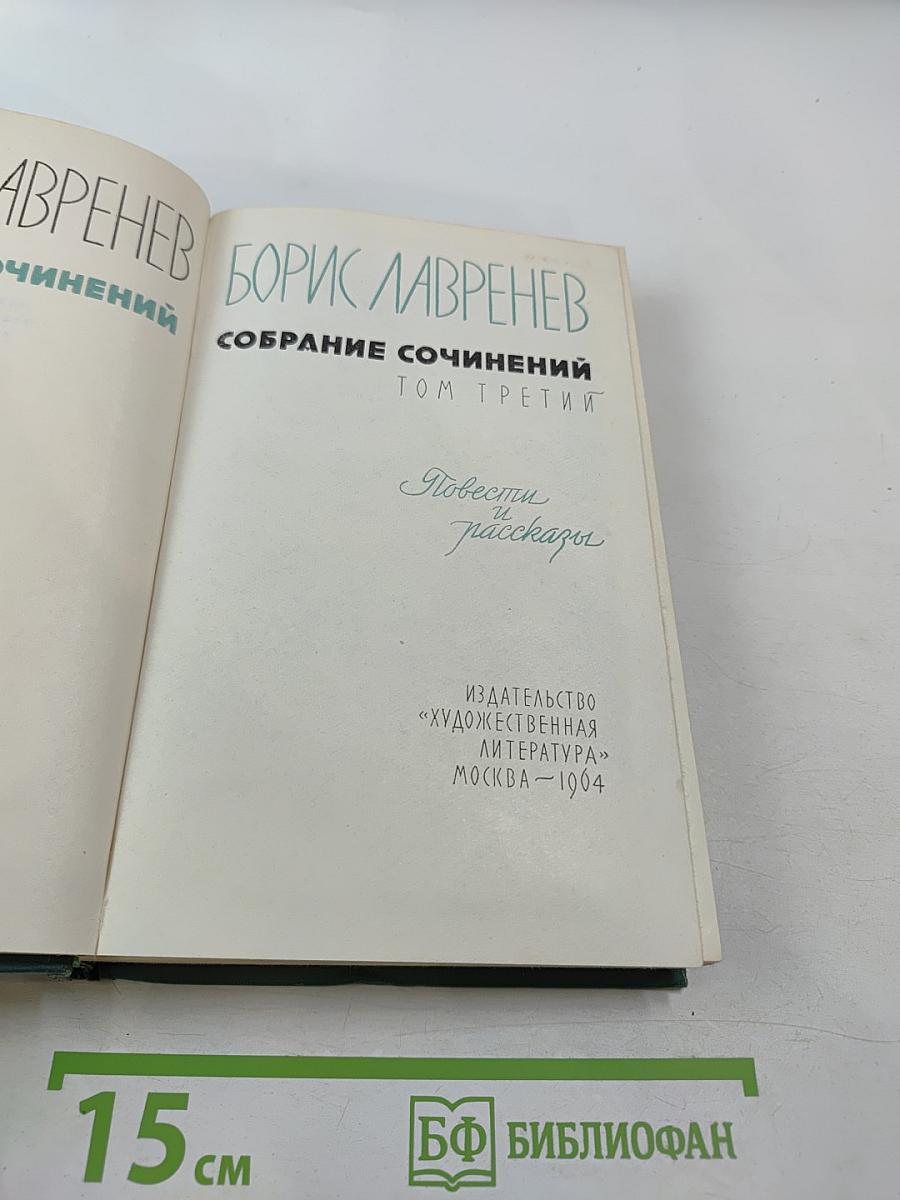 АВРЕНЕВ
ОЧИНЕНИЙ
БОРИС ЛАВРЕНЕВ
СОБРАНИЕ СОЧИНЕНИЙ
ТОМ ТРЕТИЙ
Повести
и
рассказы
ИЗДАТЕЛЬСТВО
«ХУДОЖЕСТВЕННАЯ
ЛИТЕРАТУРА»
МОСКВА — 1964
15 см
БФ БИБЛИОФАН